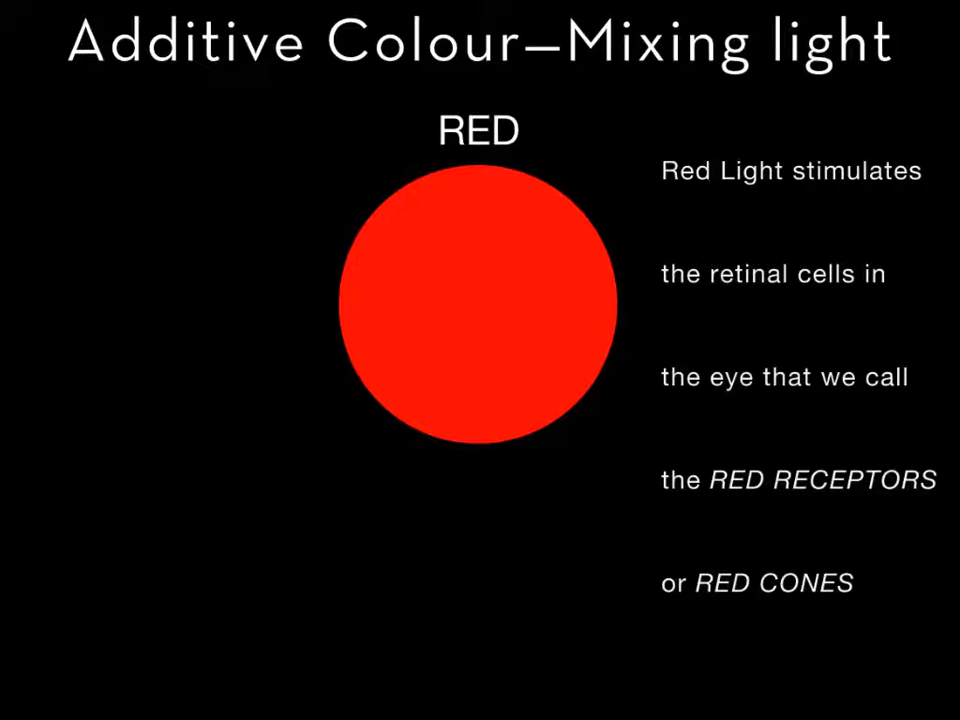 Additive Colour—Mixing light
RED
Red Light stimulates
the retinal cells in
the eye that we call
the RED RECEPTORS
or RED CONES